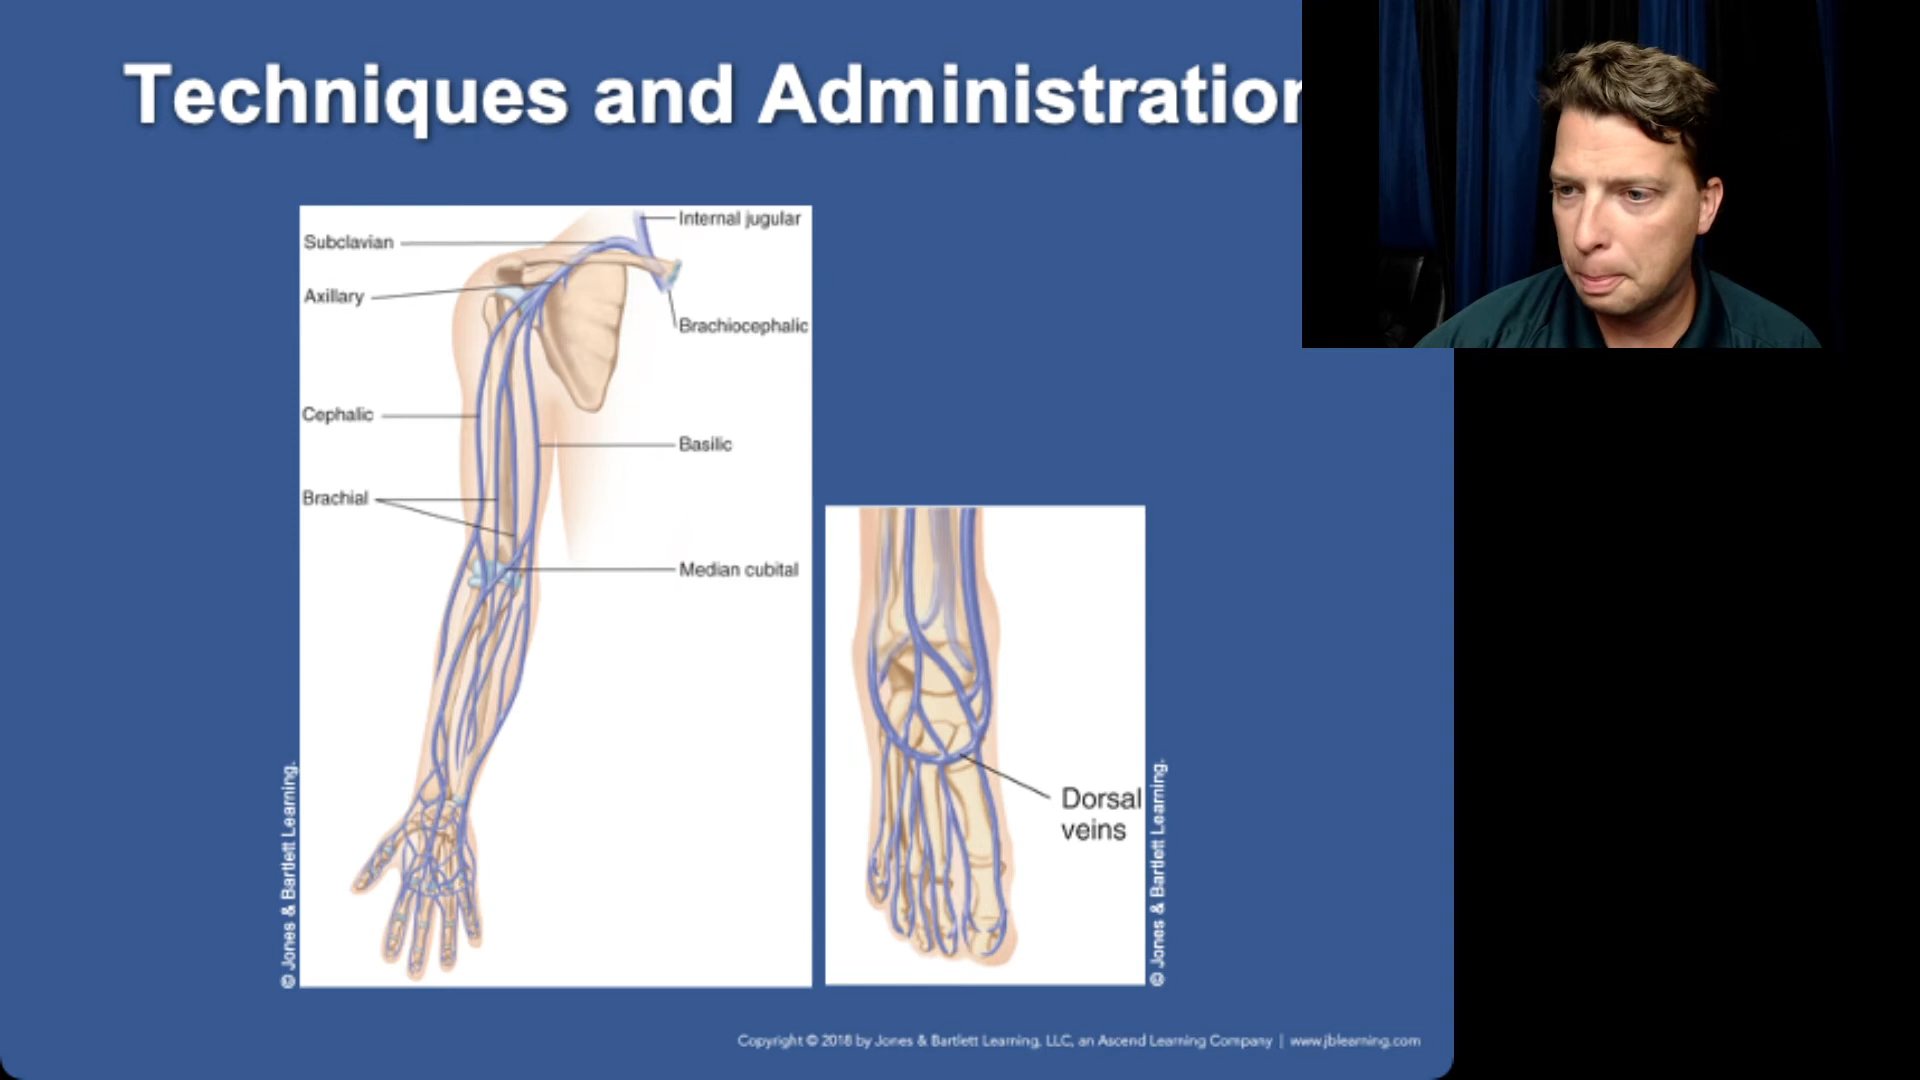 Techniques and Administration
Internal jugular
Subclavian
Axillary
Brachiocephalic
Cephalic
Basilic
Brachial
Median cubital
Dorsal
veins
© Jones & Bartlett Learning.
© Jones & Bartlett Learning.
Copyright © 2018 by Jones & Bartlett Learning, LLC, an Ascend Learning Company | www.jblearning.com